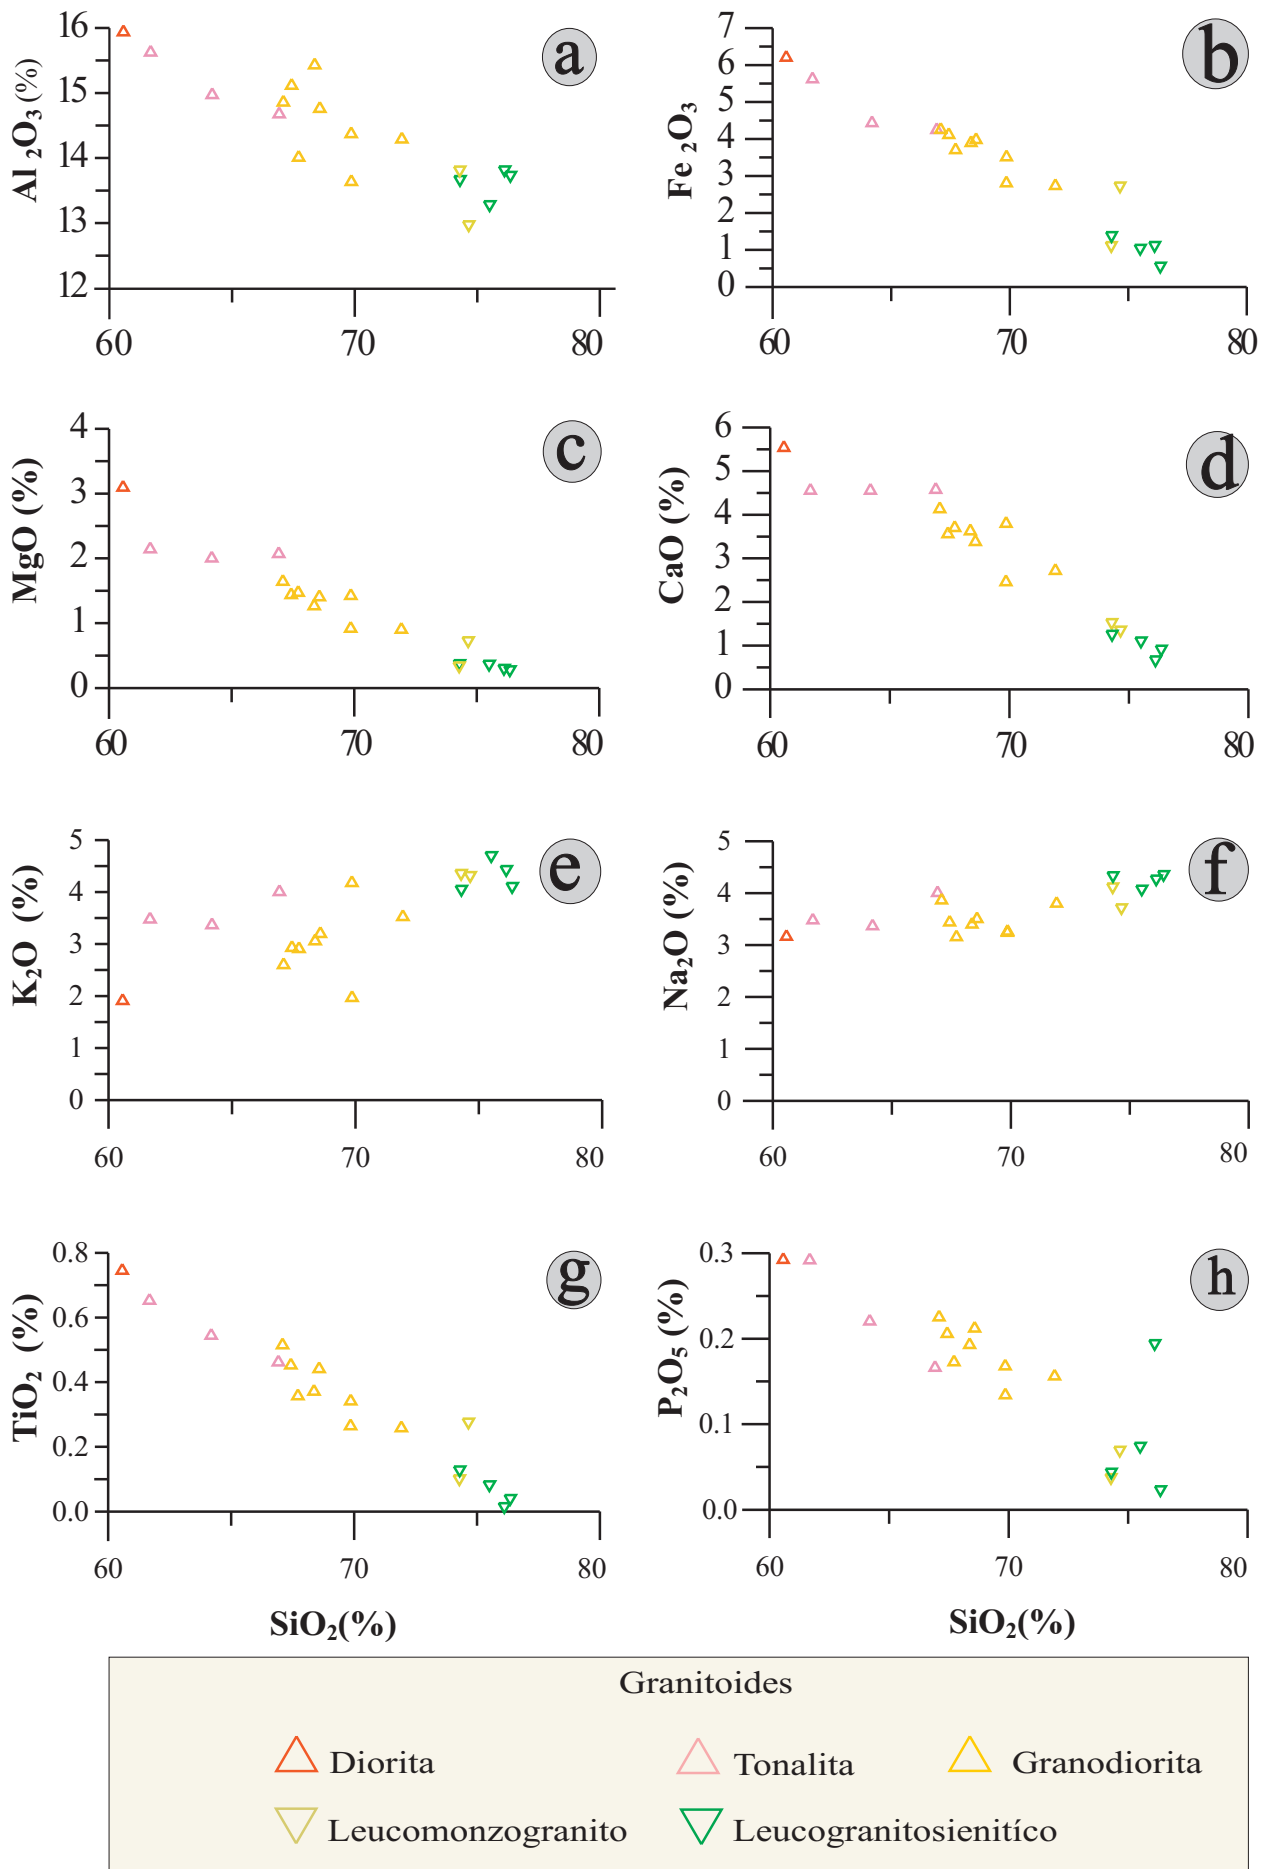 a
Al2O3(%)
16
15
14
13
12
60
70
80
b
Fe2O3
7
6
5
4
3
2
1
0
60
70
80
c
MgO (%)
4
3
2
1
0
60
70
80
d
CaO (%)
6
5
4
3
2
1
0
60
70
80
e
K2O (%)
5
4
3
2
1
0
60
70
80
f
Na2O (%)
5
4
3
2
1
0
60
70
80
g
TiO2 (%)
0.8
0.6
0.4
0.2
0.0
60
70
80
SiO2(%)
h
P2O5 (%)
0.3
0.2
0.1
0.0
60
70
80
SiO2(%)
Granitoides
Diorita
Tonalita
Granodiorita
Leucomonzogranito
Leucogranitosienitíco